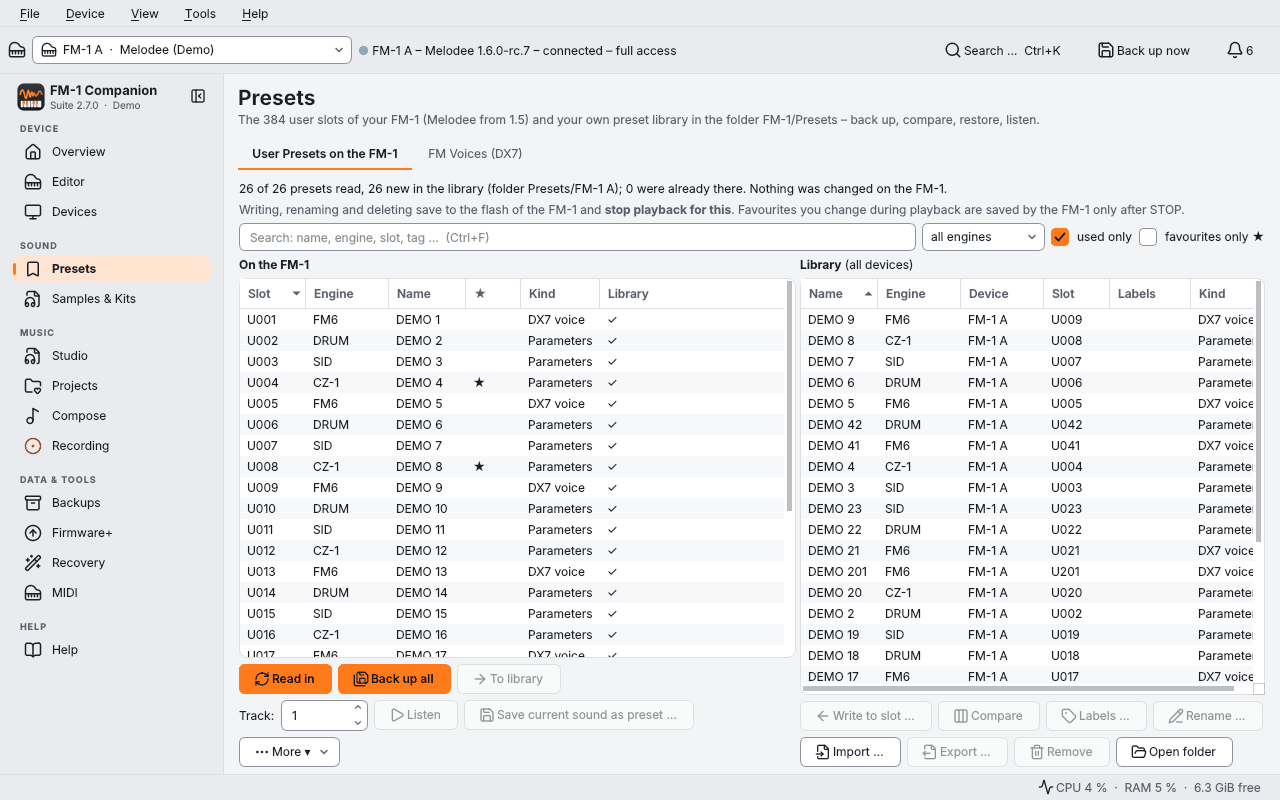 File Device View Tools Help
FM-1 A · Melodee (Demo) FM-1 A – Melodee 1.6.0-rc.7 – connected – full access Search ... Ctrl+K Back up now 6
FM-1 Companion
Suite 2.7.0 · Demo
DEVICE
Overview
Editor
Devices
SOUND
Presets
Samples & Kits
MUSIC
Studio
Projects
Compose
Recording
DATA & TOOLS
Backups
Firmware+
Recovery
MIDI
HELP
Help
Presets
The 384 user slots of your FM-1 (Melodee from 1.5) and your own preset library in the folder FM-1/Presets – back up, compare, restore, listen.
User Presets on the FM-1 FM Voices (DX7)
26 of 26 presets read, 26 new in the library (folder Presets/FM-1 A); 0 were already there. Nothing was changed on the FM-1.
Writing, renaming and deleting save to the flash of the FM-1 and stop playback for this. Favourites you change during playback are saved by the FM-1 only after STOP.
Search: name, engine, slot, tag ... (Ctrl+F) all engines used only favourites only ★
On the FM-1
Slot Engine Name ★ Kind Library
U001 FM6 DEMO 1 DX7 voice ✓
U002 DRUM DEMO 2 Parameters ✓
U003 SID DEMO 3 Parameters ✓
U004 CZ-1 DEMO 4 ★ Parameters ✓
U005 FM6 DEMO 5 DX7 voice ✓
U006 DRUM DEMO 6 Parameters ✓
U007 SID DEMO 7 Parameters ✓
U008 CZ-1 DEMO 8 ★ Parameters ✓
U009 FM6 DEMO 9 DX7 voice ✓
U010 DRUM DEMO 10 Parameters ✓
U011 SID DEMO 11 Parameters ✓
U012 CZ-1 DEMO 12 Parameters ✓
U013 FM6 DEMO 13 DX7 voice ✓
U014 DRUM DEMO 14 Parameters ✓
U015 SID DEMO 15 Parameters ✓
U016 CZ-1 DEMO 16 Parameters ✓
U017 FM6 DEMO 17 DX7 voice ✓
Read in Back up all To library
Track: 1 Listen Save current sound as preset ...
··· More ▾
Library (all devices)
Name Engine Device Slot Labels Kind
DEMO 9 FM6 FM-1 A U009 DX7 voice
DEMO 8 CZ-1 FM-1 A U008 Parameter
DEMO 7 SID FM-1 A U007 Parameter
DEMO 6 DRUM FM-1 A U006 Parameter
DEMO 5 FM6 FM-1 A U005 DX7 voice
DEMO 42 DRUM FM-1 A U042 Parameter
DEMO 41 FM6 FM-1 A U041 DX7 voice
DEMO 4 CZ-1 FM-1 A U004 Parameter
DEMO 3 SID FM-1 A U003 Parameter
DEMO 23 SID FM-1 A U023 Parameter
DEMO 22 DRUM FM-1 A U022 Parameter
DEMO 21 FM6 FM-1 A U021 DX7 voice
DEMO 201 FM6 FM-1 A U201 DX7 voice
DEMO 20 CZ-1 FM-1 A U020 Parameter
DEMO 2 DRUM FM-1 A U002 Parameter
DEMO 19 SID FM-1 A U019 Parameter
DEMO 18 DRUM FM-1 A U018 Parameter
DEMO 17 FM6 FM-1 A U017 DX7 voice
Write to slot ... Compare Labels ... Rename ...
Import ... Export ... Remove Open folder
CPU 4 % · RAM 5 % · 6.3 GiB free